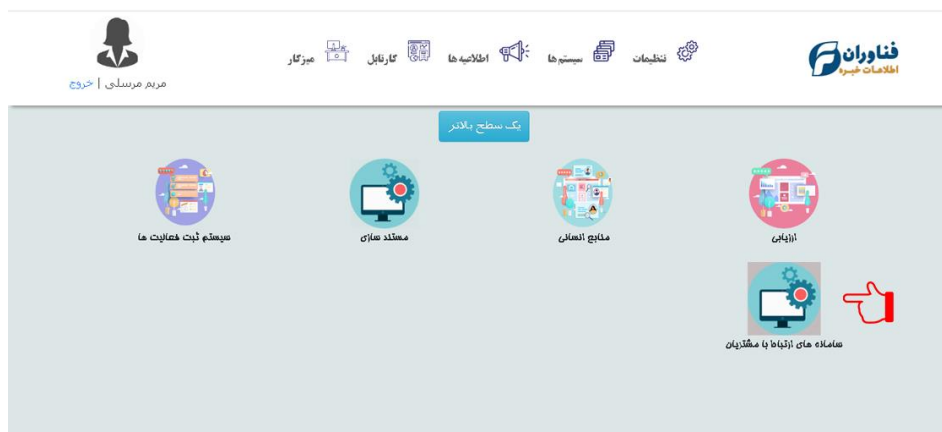 فناوران
اطلاعات خبره
تنظیمات
سیستم ها
اطلاعیه ها
کارتابل
میزکار
مریم مرسلی | خروج
یک سطح بالاتر
ارزیابی
منابع انسانی
مستند سازی
سیستم ثبت فعالیت ها
سامانه های ارتباط با مشتریان